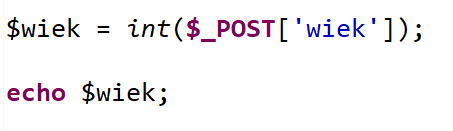 $wiek = int($_POST['wiek']);
echo $wiek;